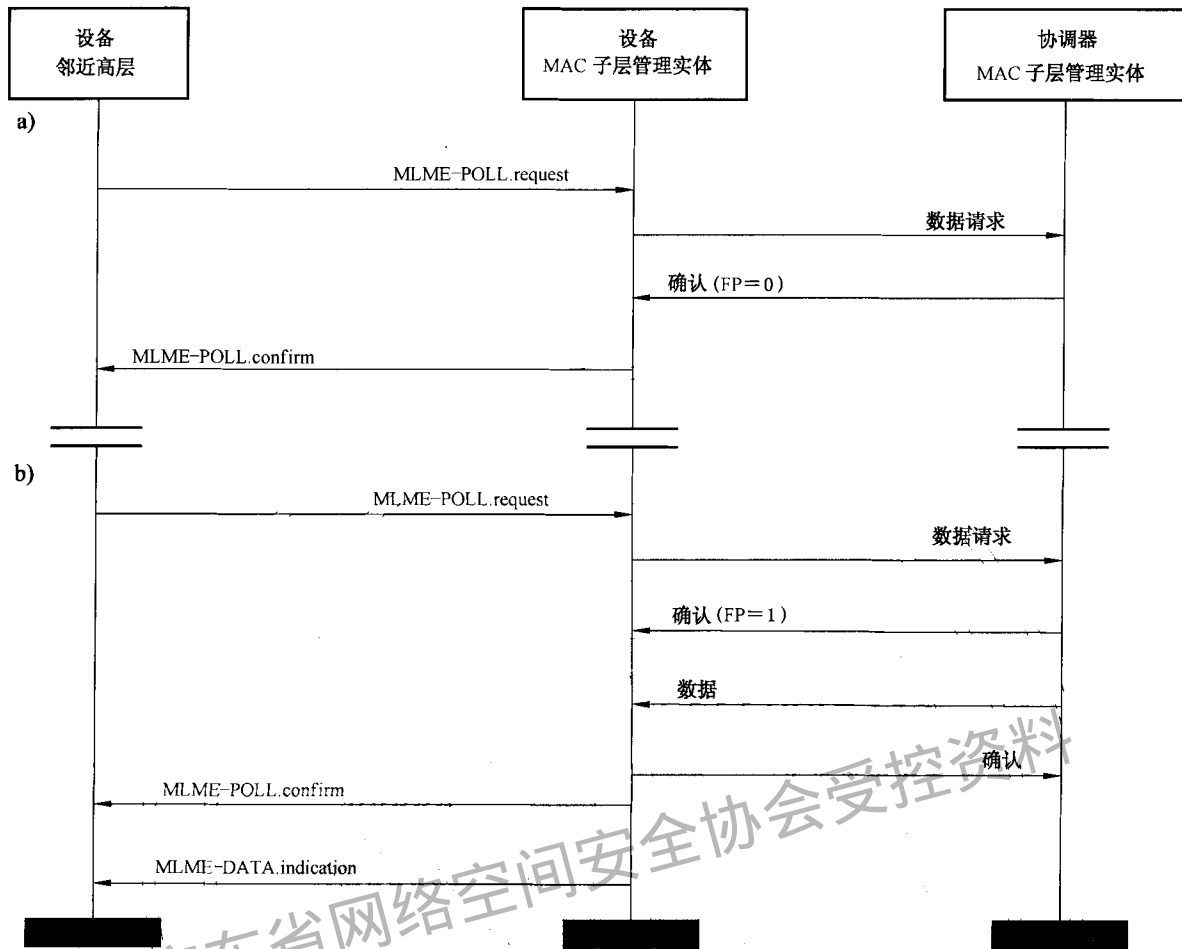 设备
邻近高层
设备
MAC 子层管理实体
协调器
MAC 子层管理实体
a)
MLME-POLL.request
数据请求
确认 (FP=0)
MLME-POLL.confirm
b)
MLME-POLL.request
数据请求
确认 (FP=1)
数据
确认
MLME-POLL.confirm
MLME-DATA.indication
东省网络空间安全协会受控资料